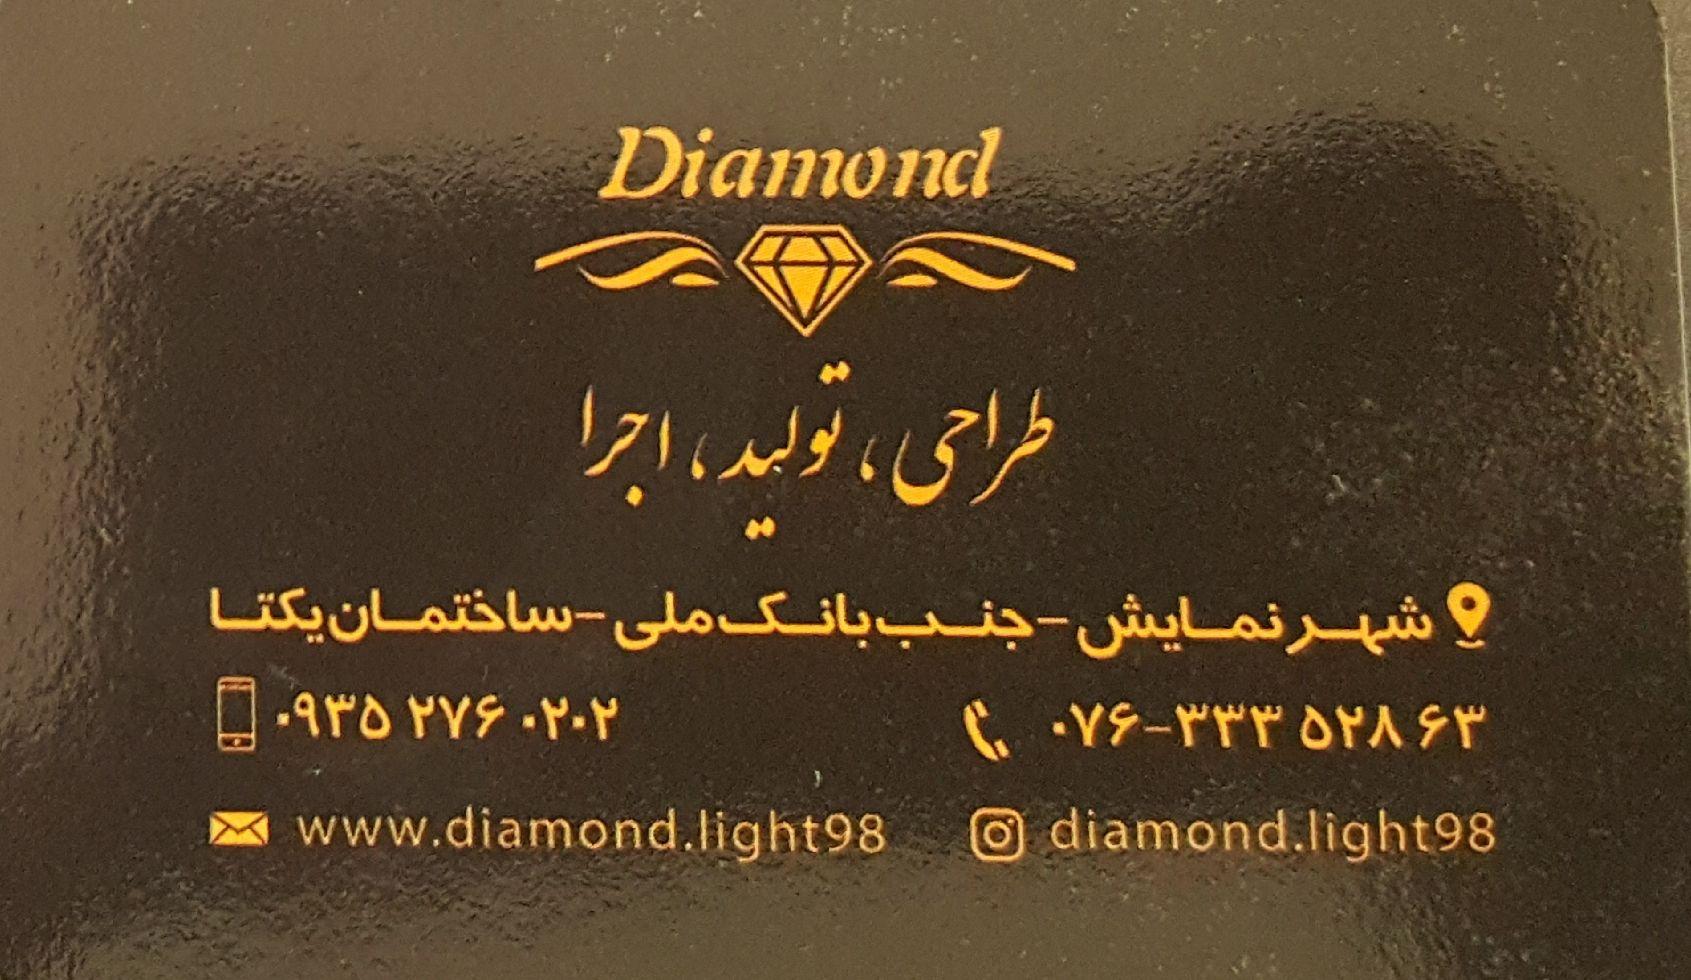 Diamond
طراحی، تولید، اجرا
شهر نمایش - جنب بانک ملی - ساختمان یکتا
۰۷۶-۳۳۳ ۵۲۸ ۶۳
۰۹۳۵ ۲۷۶ ۰۲۰۲
diamond.light98
www.diamond.light98